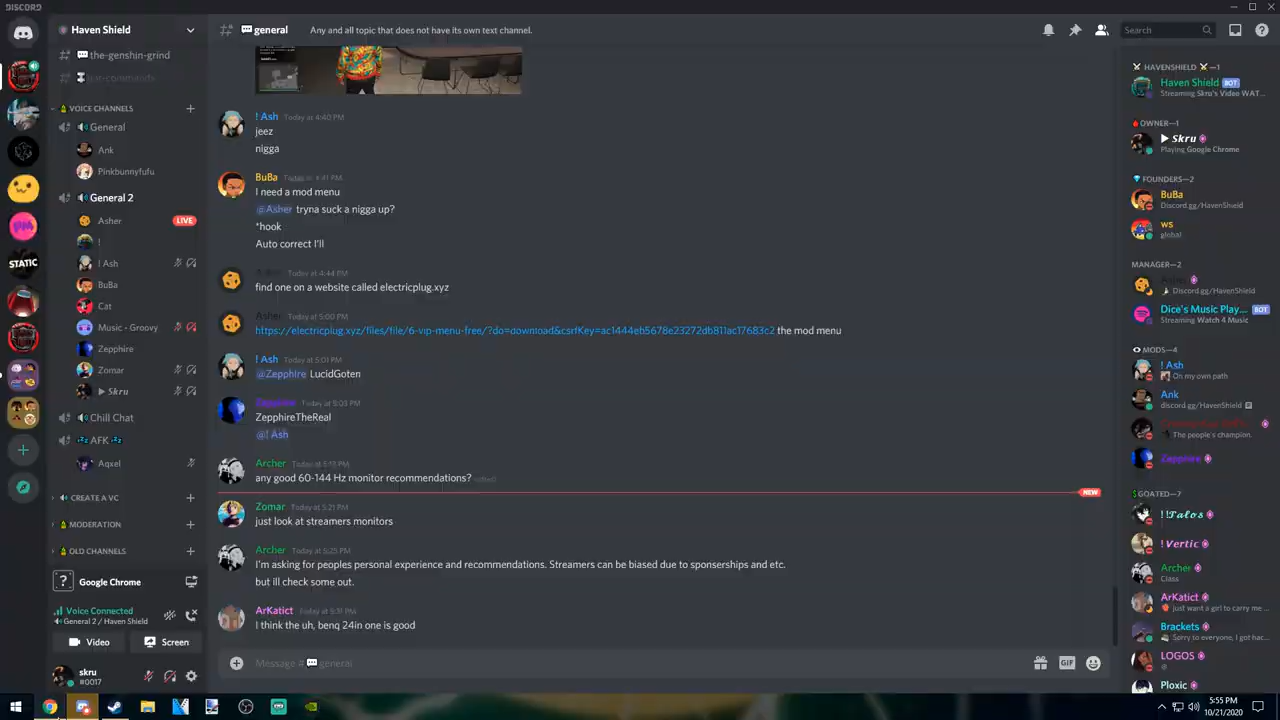 DISCORD
Haven Shield
general
Any and all topic that does not have its own text channel.
Search
the-genshin-grind
VOICE CHANNELS
General
Ank
Pinkbunnyfufu
General 2
Asher
LIVE
!
! Ash
BuBa
Cat
Music - Groovy
Zepphire
Zomar
Skru
Chill Chat
AFK
Aqxel
CREATE A VC
MODERATION
OLD CHANNELS
Google Chrome
Voice Connected
General 2 / Haven Shield
Video
Screen
skru
#0017
STATIC
! Ash Today at 4:40 PM
jeez
nigga
BuBa Today at 4:41 PM
I need a mod menu
@Asher tryna suck a nigga up?
*hook
Auto correct I'll
Today at 4:44 PM
find one on a website called electricplug.xyz
Asher Today at 5:00 PM
https://electricplug.xyz/files/file/6-vip-menu-free/?do=download&csrfKey=ac1444eb5678e23272db811ac17683c2 the mod menu
! Ash Today at 5:01 PM
@Zepphire LucidGoten
Zepphire Today at 5:03 PM
ZepphireTheReal
@! Ash
Archer
any good 60-144 Hz monitor recommendations?
NEW
Zomar Today at 5:21 PM
just look at streamers monitors
Archer Today at 5:25 PM
I'm asking for peoples personal experience and recommendations. Streamers can be biased due to sponserships and etc.
but ill check some out.
ArKatict Today at 5:31 PM
I think the uh, benq 24in one is good
Message # general
GIF
HAVENSHIELD —1
Haven Shield BOT
Streaming Skru's Video WAT...
OWNER—1
Skru
Playing Google Chrome
FOUNDERS—2
BuBa
Discord.gg/HavenShield
ws
global
MANAGER—2
Asher
Discord.gg/HavenShield
Dice's Music Play... BOT
Streaming Watch 4 Music
MODS—4
! Ash
On my own path
Ank
discord.gg/HavenShield
The people's champion.
Zepphire
GOATED—7
!!Talos
Vertic
Archer
Class
ArKatict
just want a girl to carry me ...
Brackets
Sorry to everyone, I got hac...
LOGOS
Ploxic
5:55 PM
10/21/2020